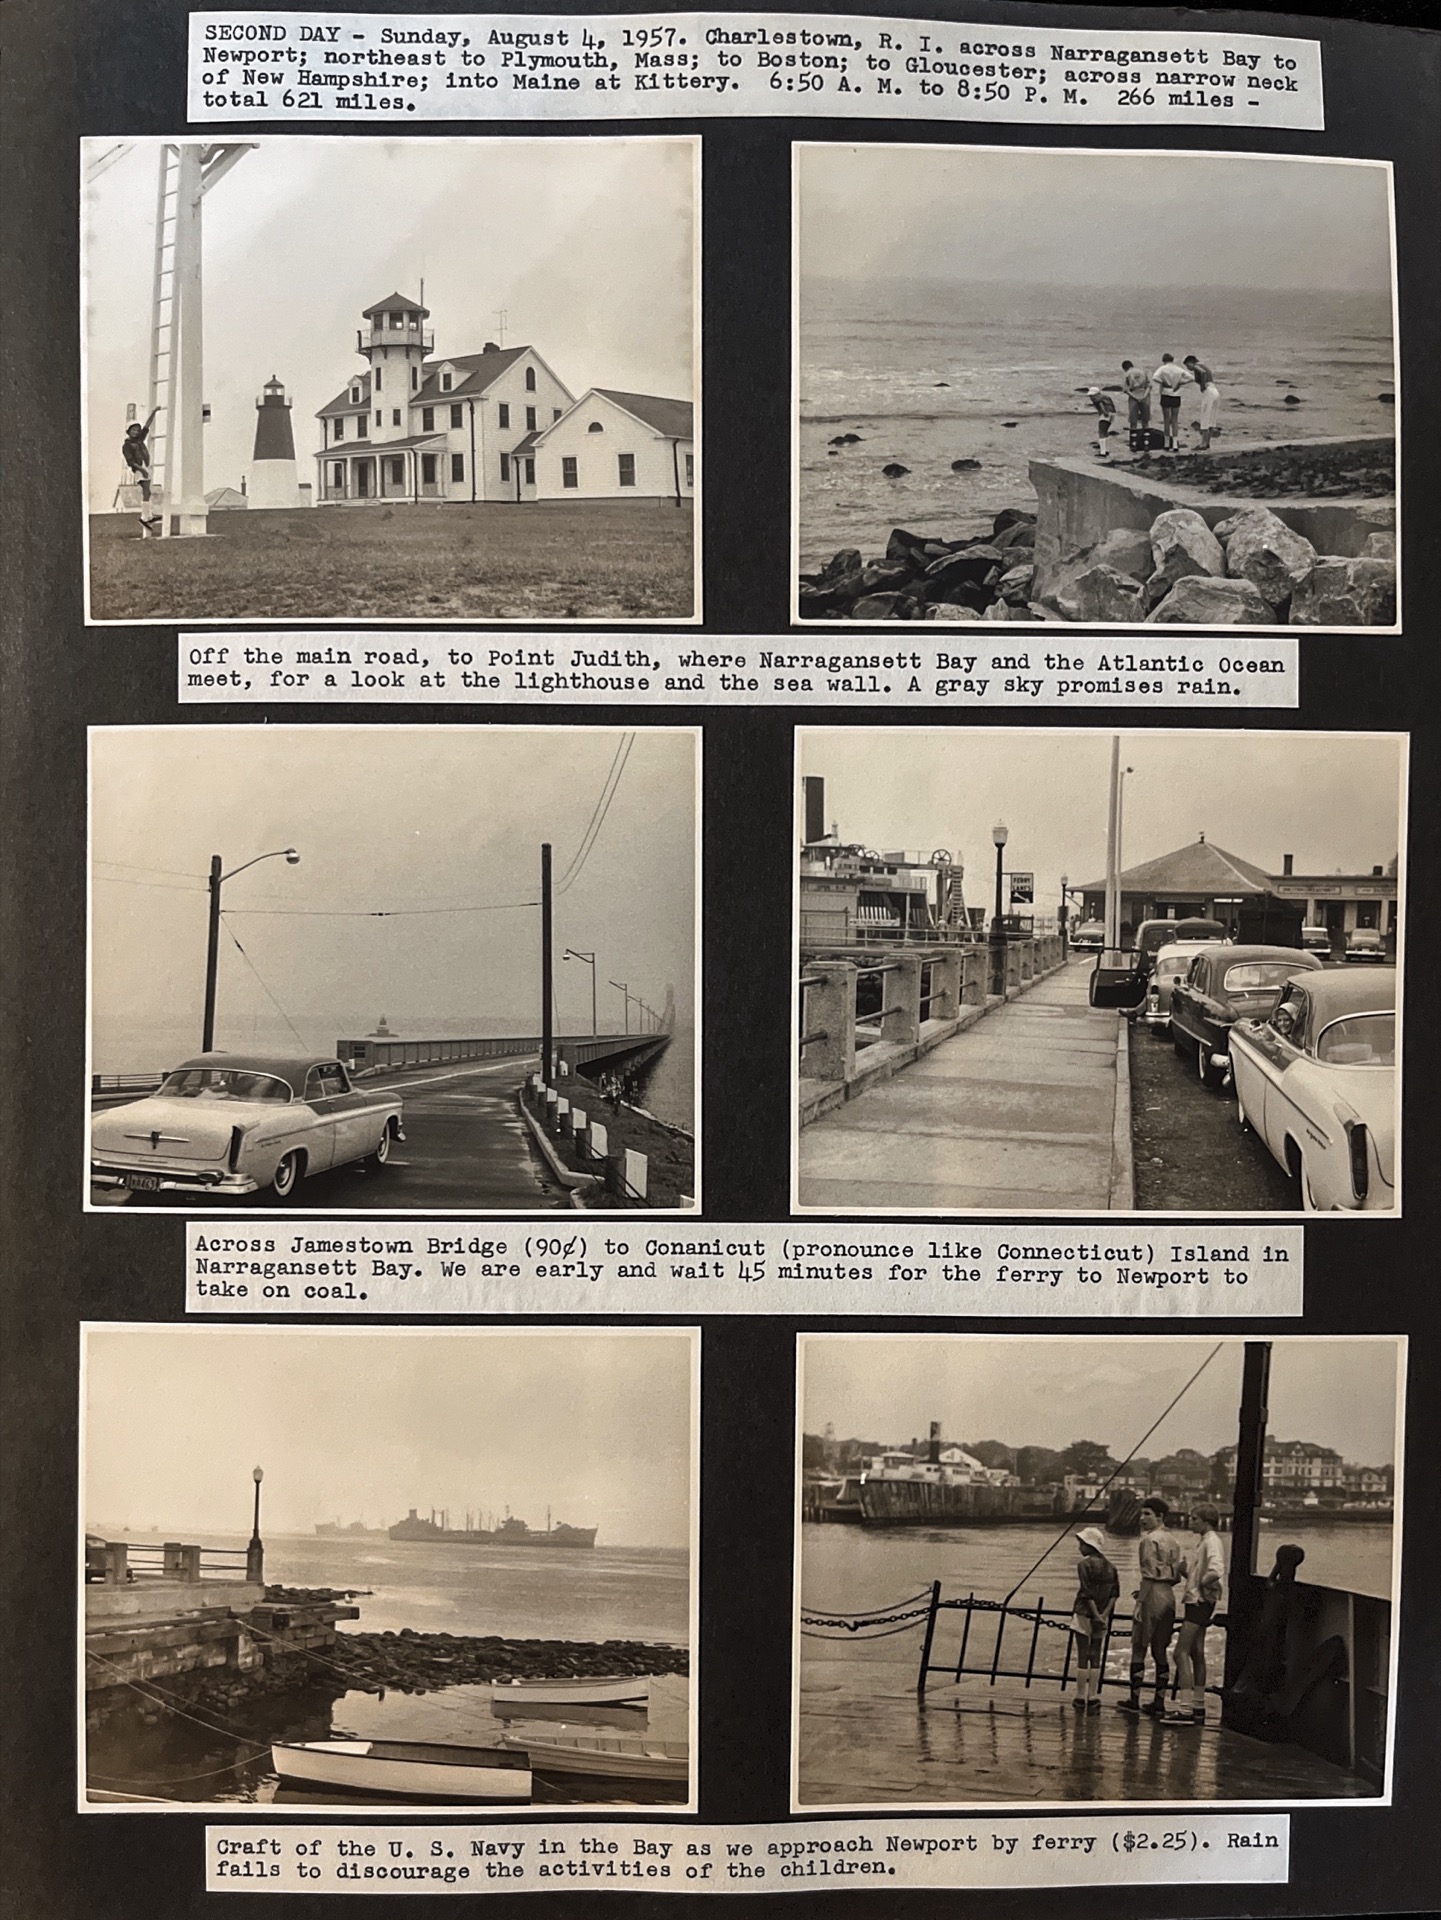 SECOND DAY - Sunday, August 4, 1957. Charlestown, R. I. across Narragansett Bay to
Newport; northeast to Plymouth, Mass; to Boston; to Gloucester; across narrow neck
of New Hampshire; into Maine at Kittery. 6:50 A. M. to 8:50 P. M. 266 miles -
total 621 miles.
Off the main road, to Point Judith, where Narragansett Bay and the Atlantic Ocean
meet, for a look at the lighthouse and the sea wall. A gray sky promises rain.
FERRY
LANES
Across Jamestown Bridge (90¢) to Conanicut (pronounce like Connecticut) Island in
Narragansett Bay. We are early and wait 45 minutes for the ferry to Newport to
take on coal.
Craft of the U. S. Navy in the Bay as we approach Newport by ferry ($2.25). Rain
fails to discourage the activities of the children.